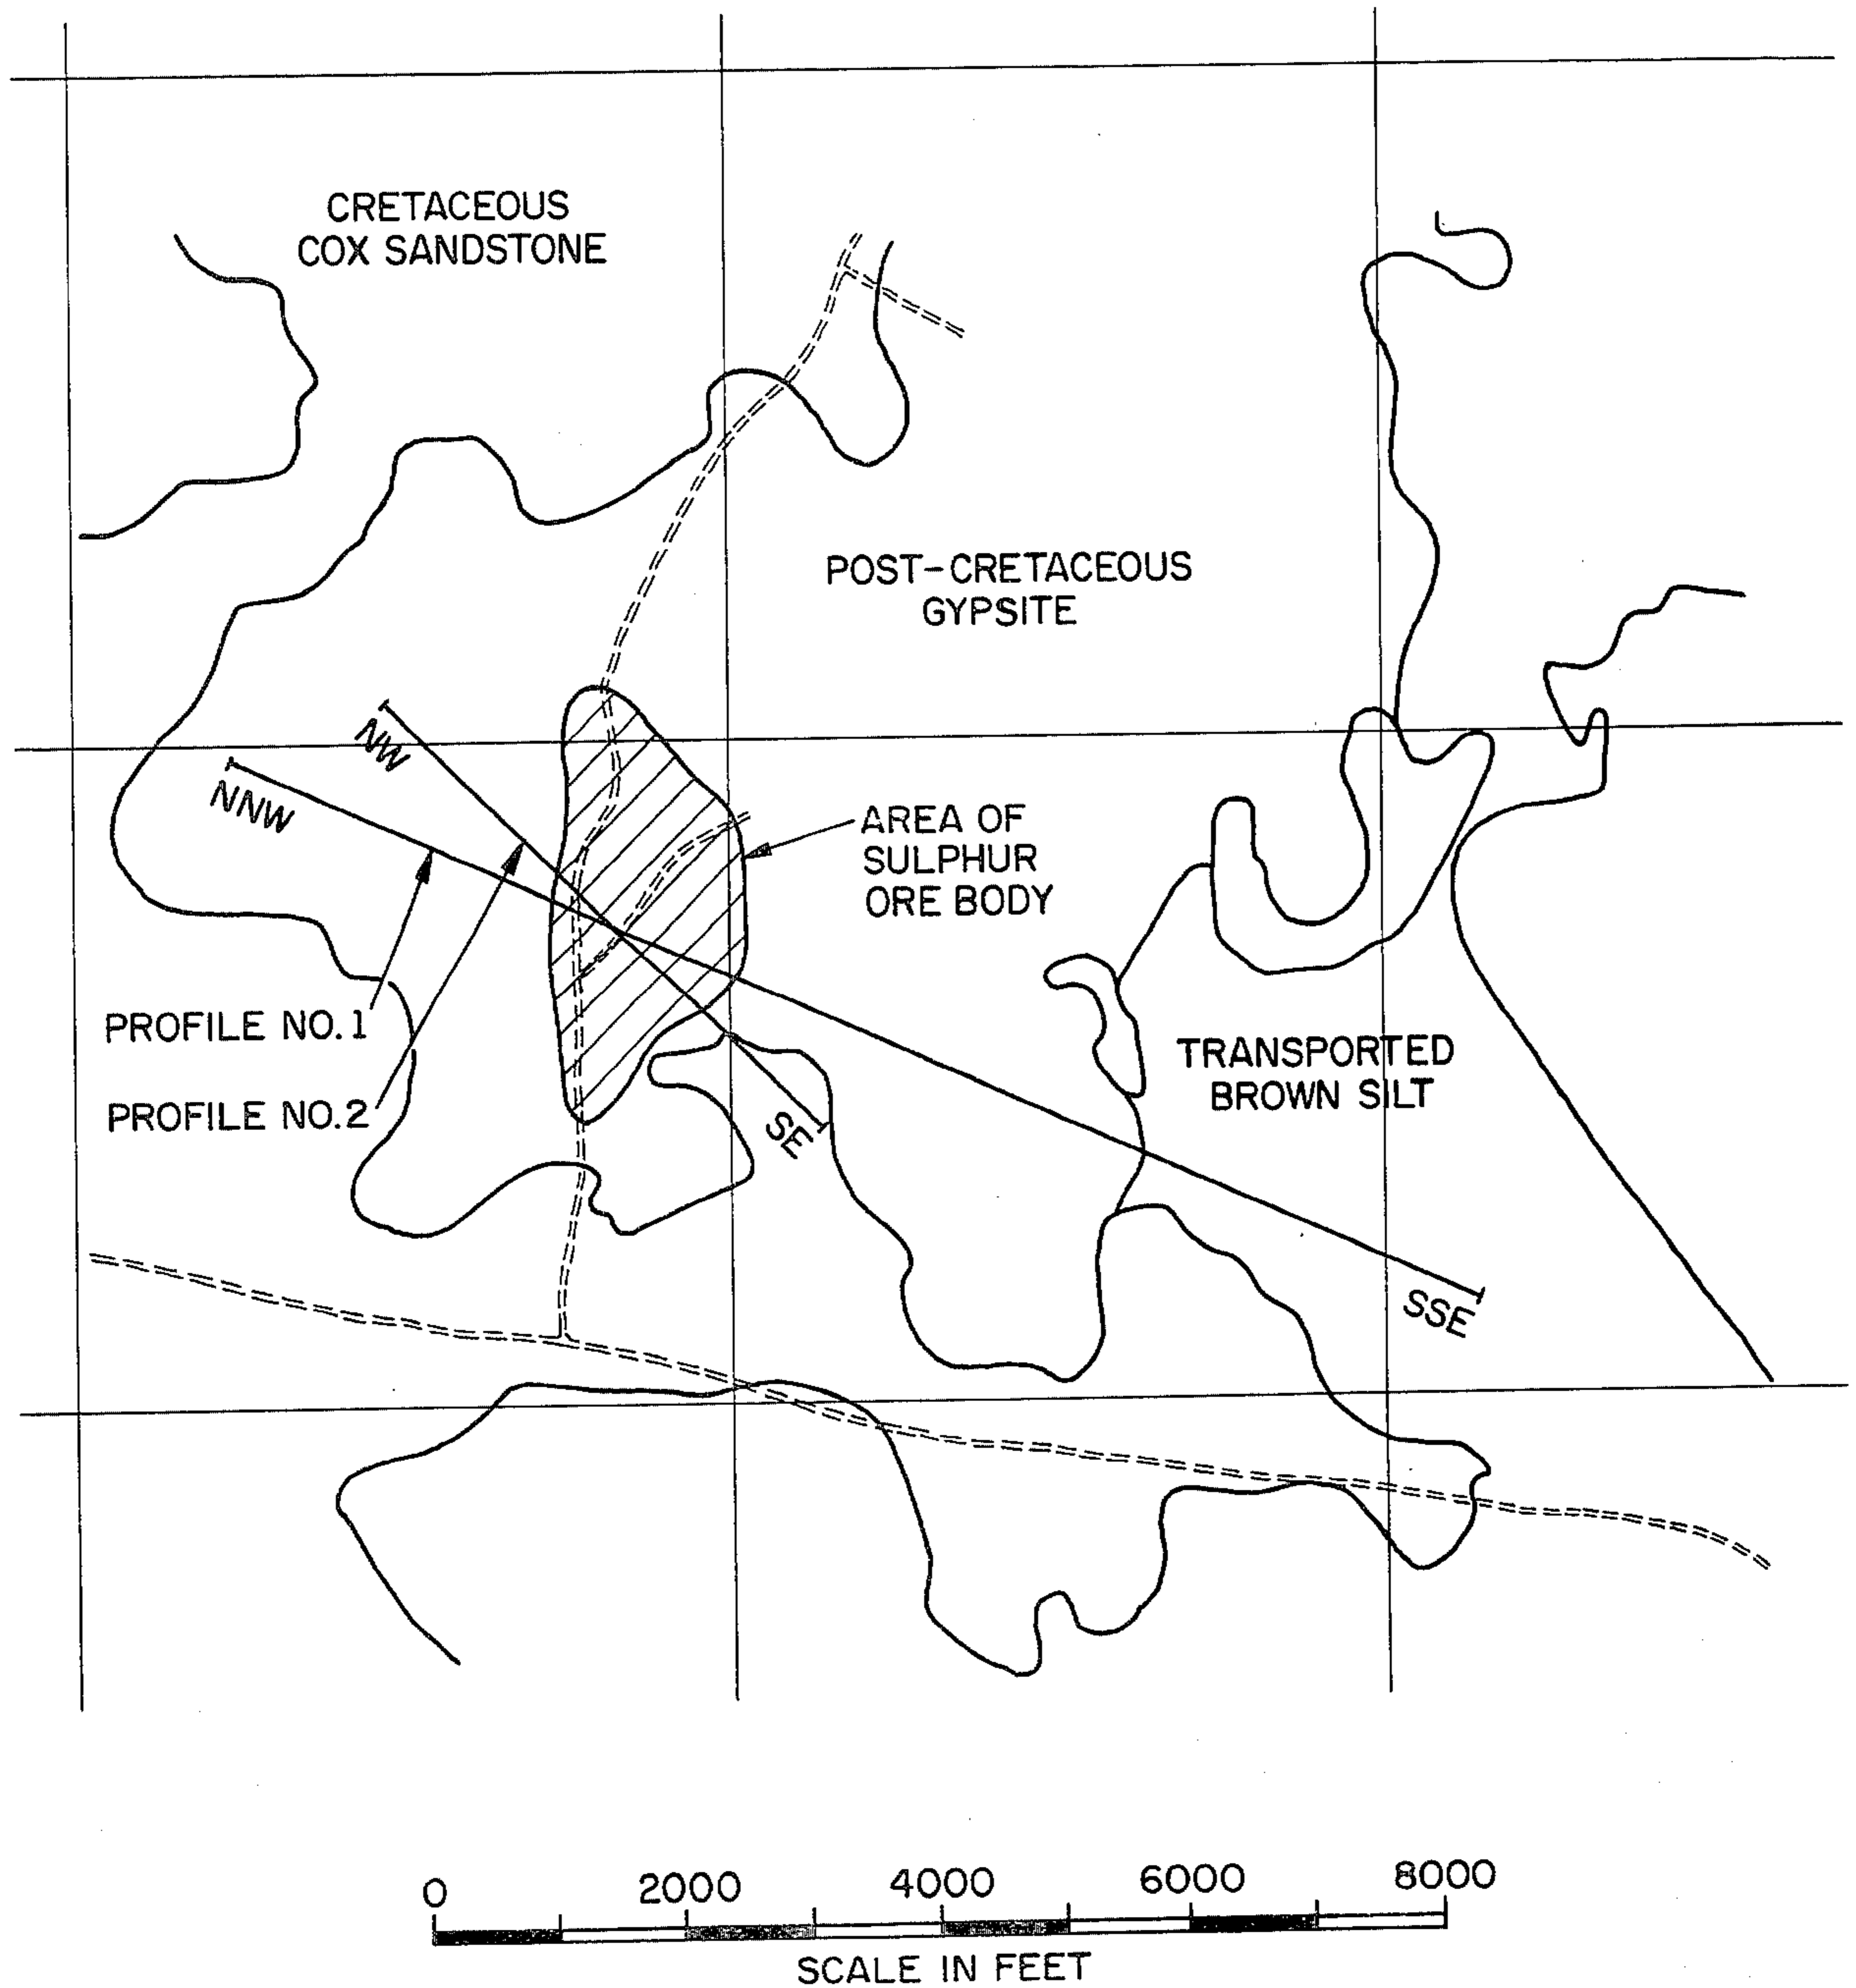 CRETACEOUS
COX SANDSTONE
POST-CRETACEOUS
GYPSITE
NW
NNW
AREA OF
SULPHUR
ORE BODY
PROFILE NO. 1
PROFILE NO. 2
TRANSPORTED
BROWN SILT
SE
SSE
0 2000 4000 6000 8000
SCALE IN FEET